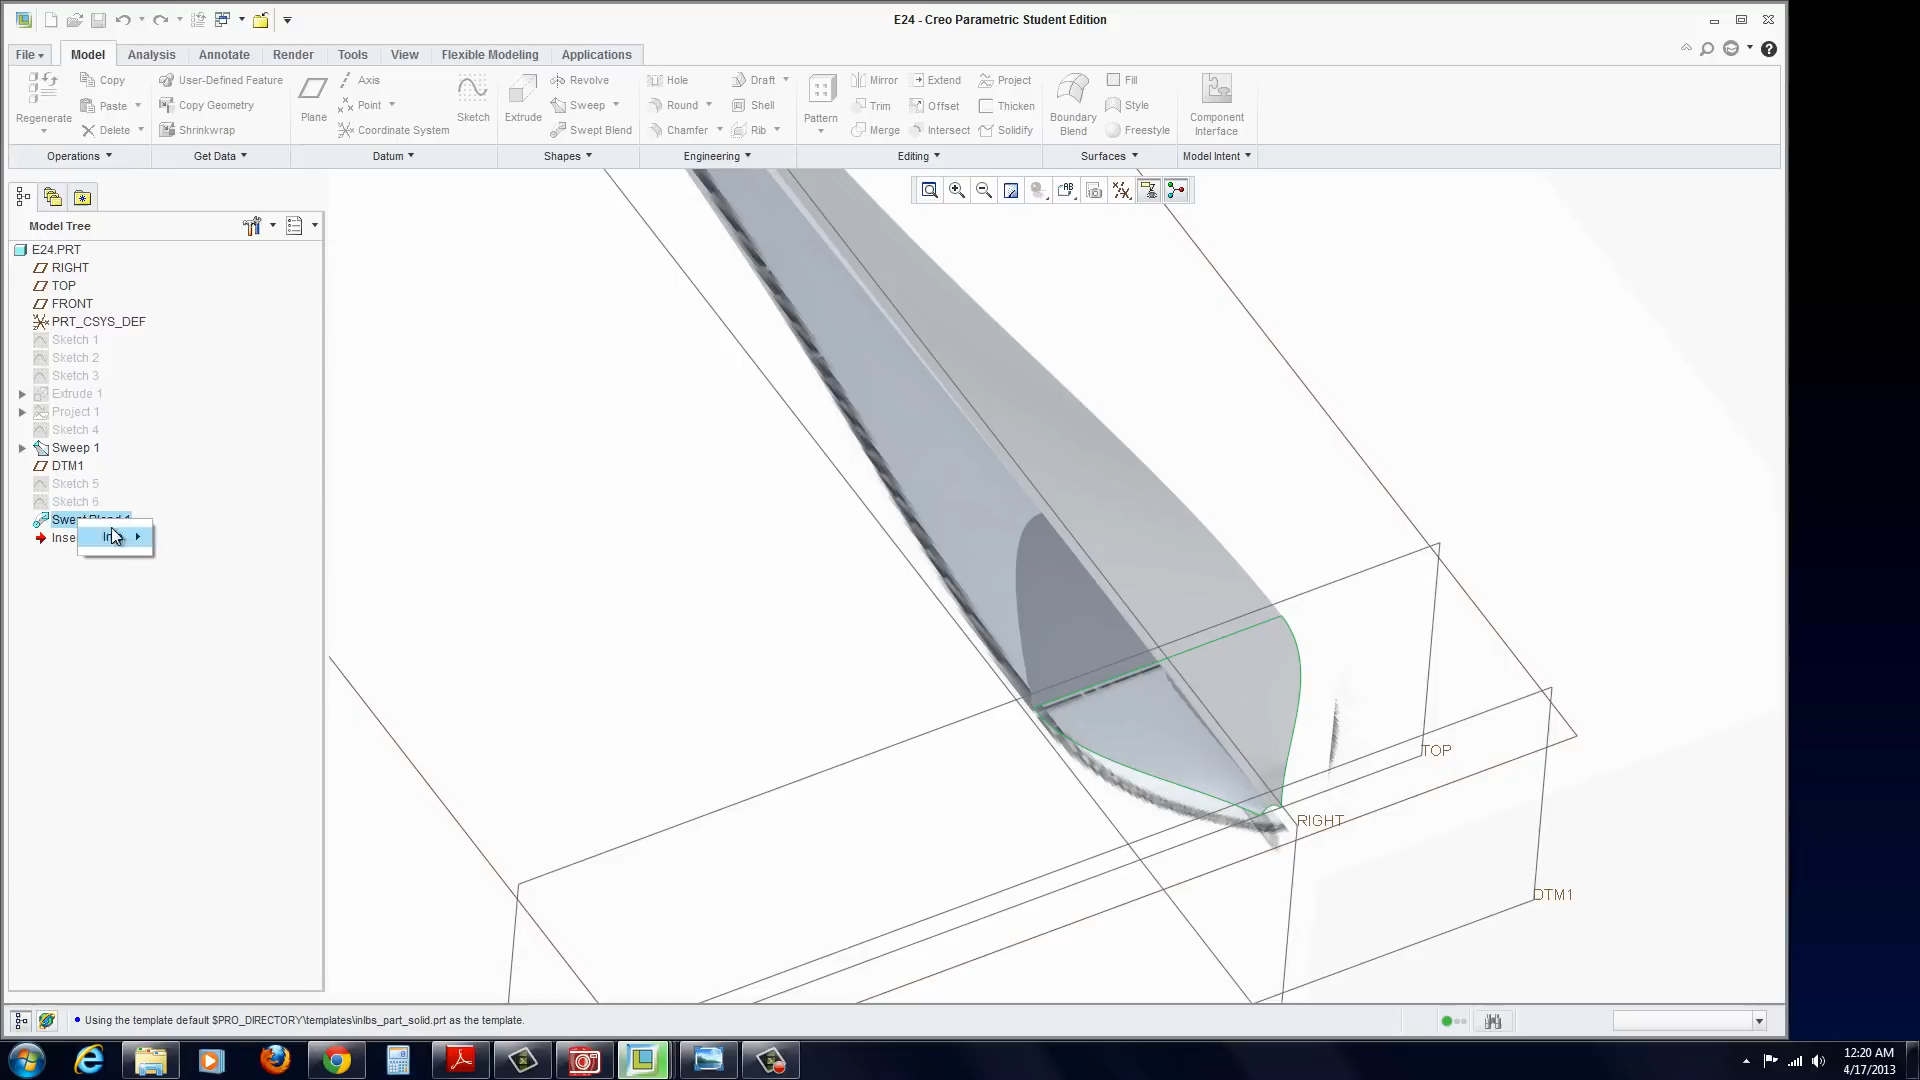 E24 - Creo Parametric Student Edition
File Model Analysis Annotate Render Tools View Flexible Modeling Applications
Regenerate
Copy
Paste
Delete
User-Defined Feature
Copy Geometry
Shrinkwrap
Plane
Axis
Point
Coordinate System
Sketch
Extrude
Revolve
Sweep
Swept Blend
Hole
Round
Chamfer
Draft
Shell
Rib
Pattern
Mirror
Trim
Merge
Extend
Offset
Intersect
Project
Thicken
Solidify
Boundary
Blend
Fill
Style
Freestyle
Component
Interface
Operations Get Data Datum Shapes Engineering Editing Surfaces Model Intent
Model Tree
E24.PRT
RIGHT
TOP
FRONT
PRT_CSYS_DEF
Sketch 1
Sketch 2
Sketch 3
Extrude 1
Project 1
Sketch 4
Sweep 1
DTM1
Sketch 5
Sketch 6
TOP
RIGHT
DTM1
Using the template default $PRO_DIRECTORY\templates\inlbs_part_solid.prt as the template.
12:20 AM
4/17/2013